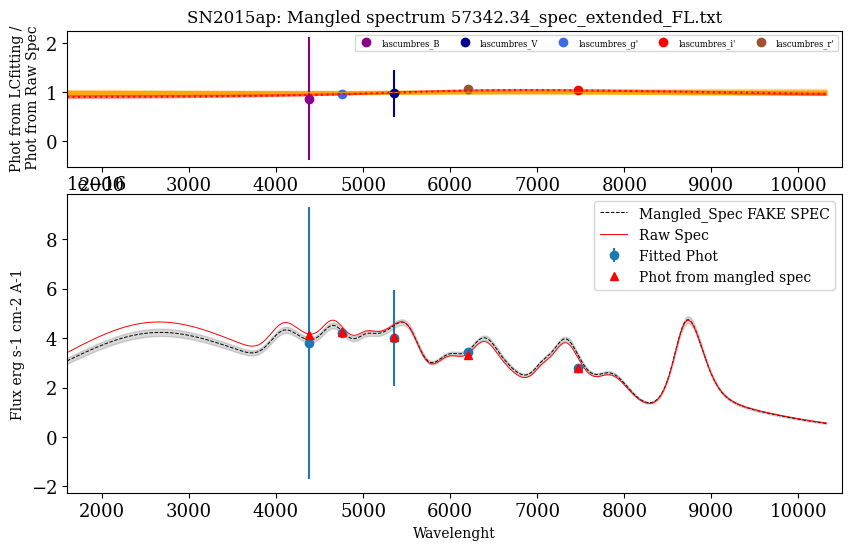 SN2015ap: Mangled spectrum 57342.34_spec_extended_FL.txt
Phot from LCfitting /
Phot from Raw Spec
2
1
0
lascumbres_B
lascumbres_V
lascumbres_g'
lascumbres_i'
lascumbres_r'
2000 3000 4000 5000 6000 7000 8000 9000 10000
1e−16
Flux erg s-1 cm-2 A-1
8
6
4
2
0
−2
Mangled_Spec FAKE SPEC
Raw Spec
Fitted Phot
Phot from mangled spec
2000 3000 4000 5000 6000 7000 8000 9000 10000
Wavelenght